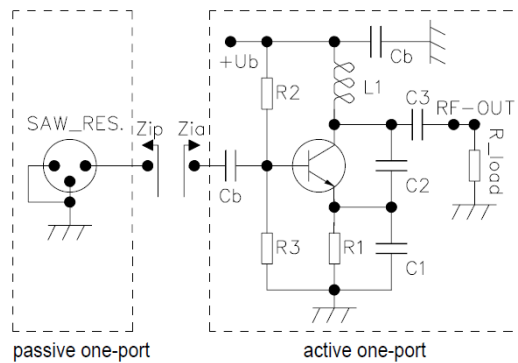 +Ub
Cb
R2
L1
SAW_RES.
Zip
Zia
C3
RF-OUT
R_load
Cb
C2
R3
R1
C1
passive one-port
active one-port